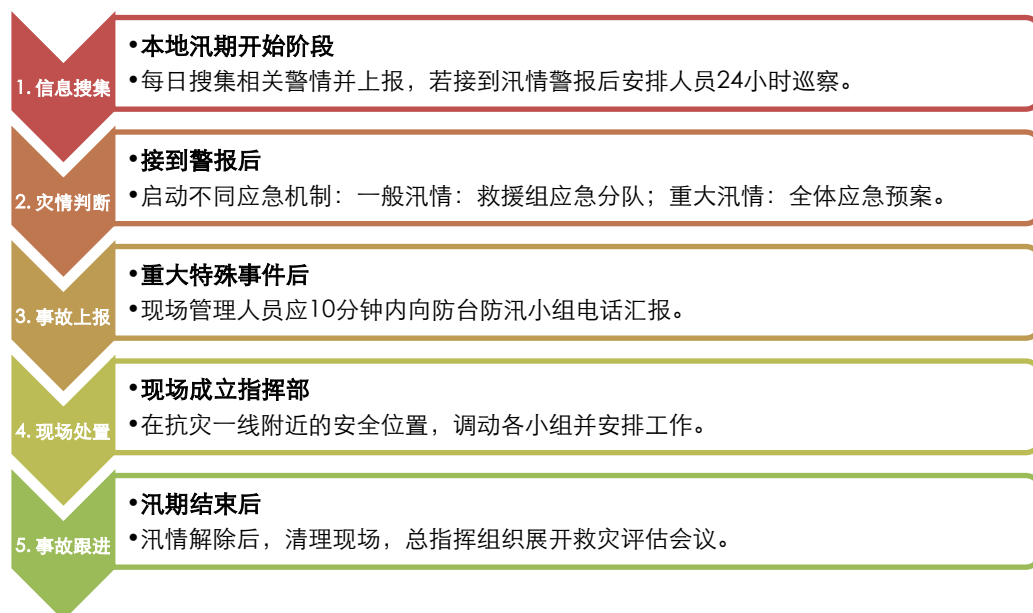 1. 信息搜集
•本地汛期开始阶段
•每日搜集相关警情并上报，若接到汛情警报后安排人员24小时巡察。
2. 灾情判断
•接到警报后
•启动不同应急机制：一般汛情：救援组应急分队；重大汛情：全体应急预案。
3. 事故上报
•重大特殊事件后
•现场管理人员应10分钟内向防台防汛小组电话汇报。
4. 现场处置
•现场成立指挥部
•在抗灾一线附近的安全位置，调动各小组并安排工作。
5. 事故跟进
•汛期结束后
•汛情解除后，清理现场，总指挥组织展开救灾评估会议。